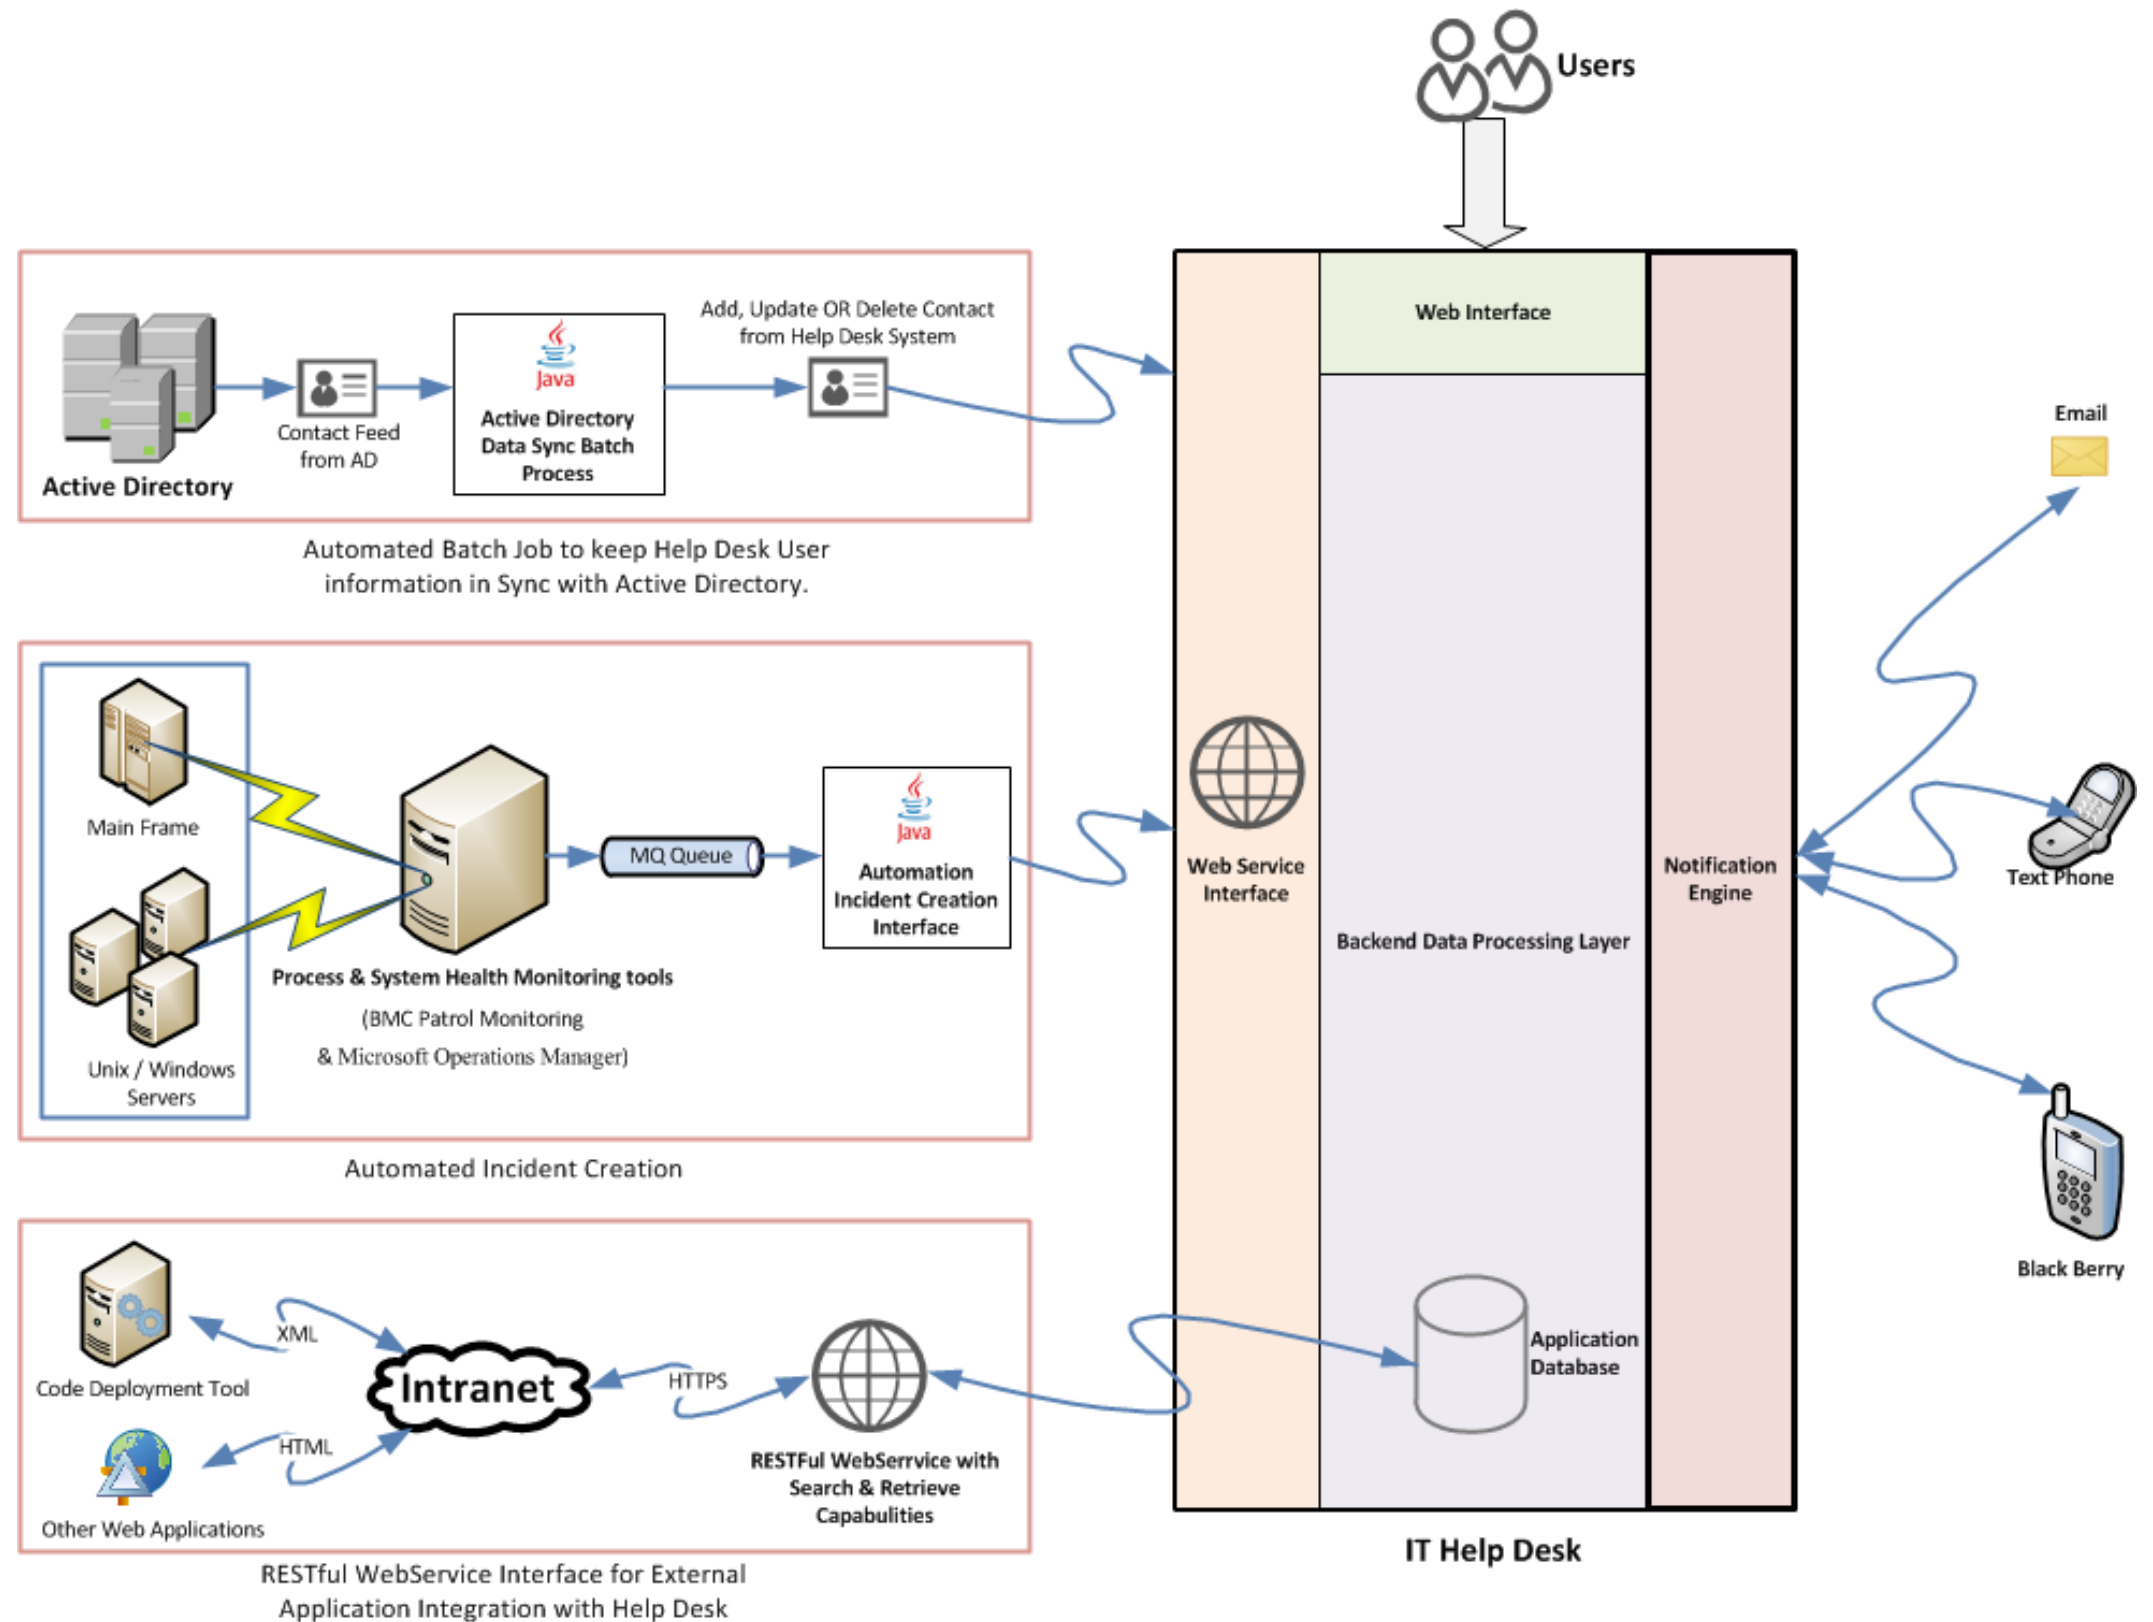 Users
Add, Update OR Delete Contact
from Help Desk System
Java
Active Directory
Data Sync Batch
Process
Contact Feed
from AD
Active Directory
Automated Batch Job to keep Help Desk User
information in Sync with Active Directory.
Main Frame
Unix / Windows
Servers
Process & System Health Monitoring tools
(BMC Patrol Monitoring
& Microsoft Operations Manager)
MQ Queue
Java
Automation
Incident Creation
Interface
Automated Incident Creation
Code Deployment Tool
XML
Intranet
HTTPS
HTML
Other Web Applications
RESTFul WebSerrvice with
Search & Retrieve
Capabulities
RESTful WebService Interface for External
Application Integration with Help Desk
Web Interface
Web Service
Interface
Backend Data Processing Layer
Application
Database
Notification
Engine
IT Help Desk
Email
Text Phone
Black Berry